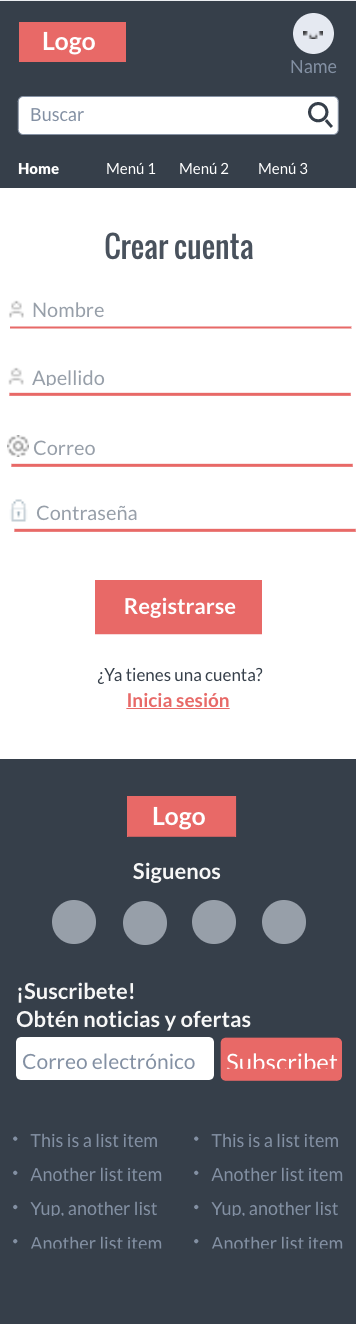 Logo
Name
Buscar
Home Menú 1 Menú 2 Menú 3
Crear cuenta
Nombre
Apellido
Correo
Contraseña
Registrarse
¿Ya tienes una cuenta?
Inicia sesión
Logo
Siguenos
¡Suscribete!
Obtén noticias y ofertas
Correo electrónico Subscribet
• This is a list item • This is a list item
• Another list item • Another list item
• Yup, another list • Yup, another list
• Another list item • Another list item